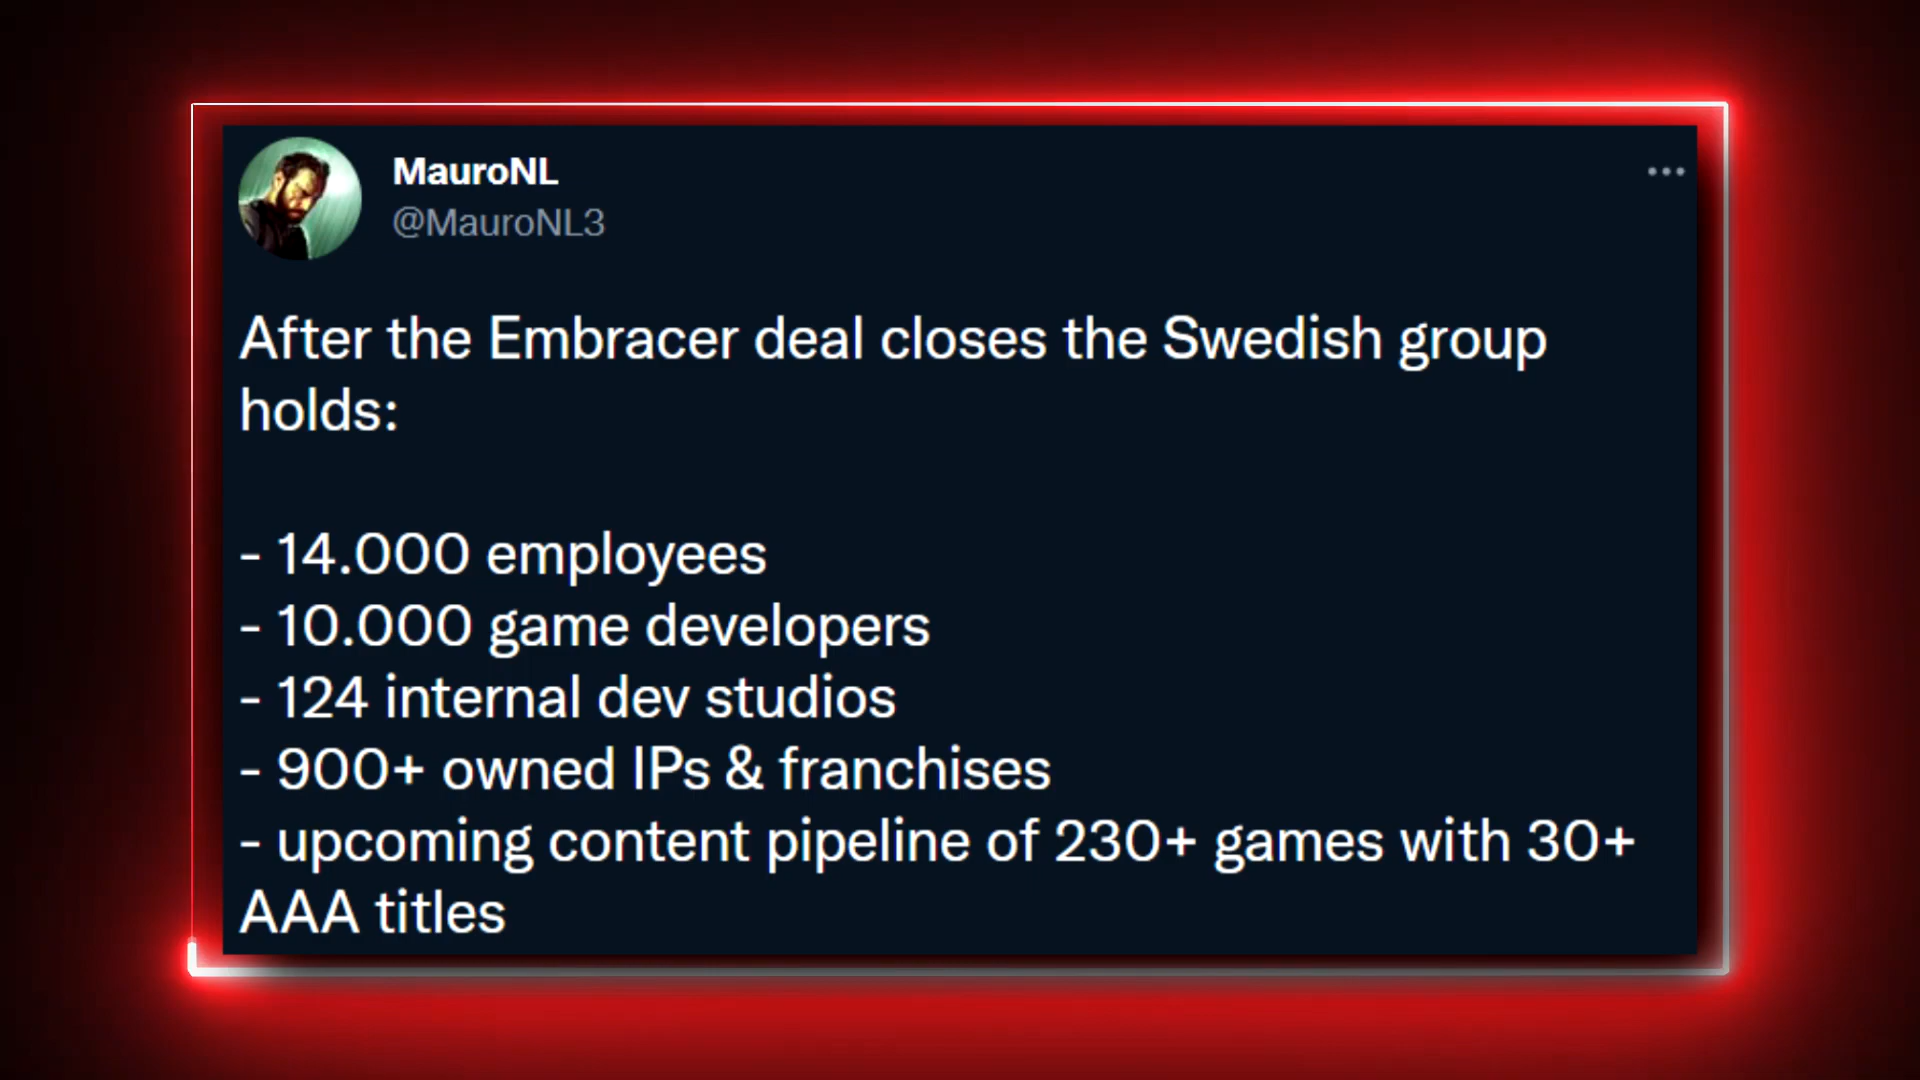 MauroNL
@MauroNL3
After the Embracer deal closes the Swedish group
holds:
- 14.000 employees
- 10.000 game developers
- 124 internal dev studios
- 900+ owned IPs & franchises
- upcoming content pipeline of 230+ games with 30+
AAA titles